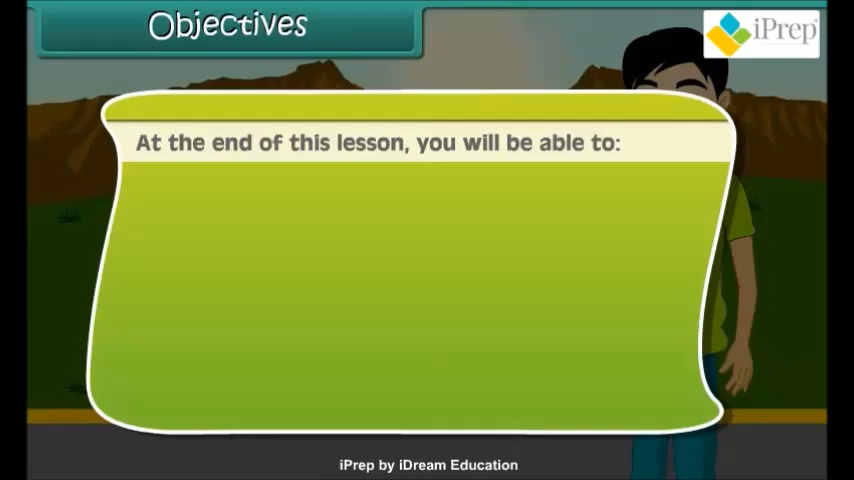 Objectives
iPrep
At the end of this lesson, you will be able to:
iPrep by iDream Education